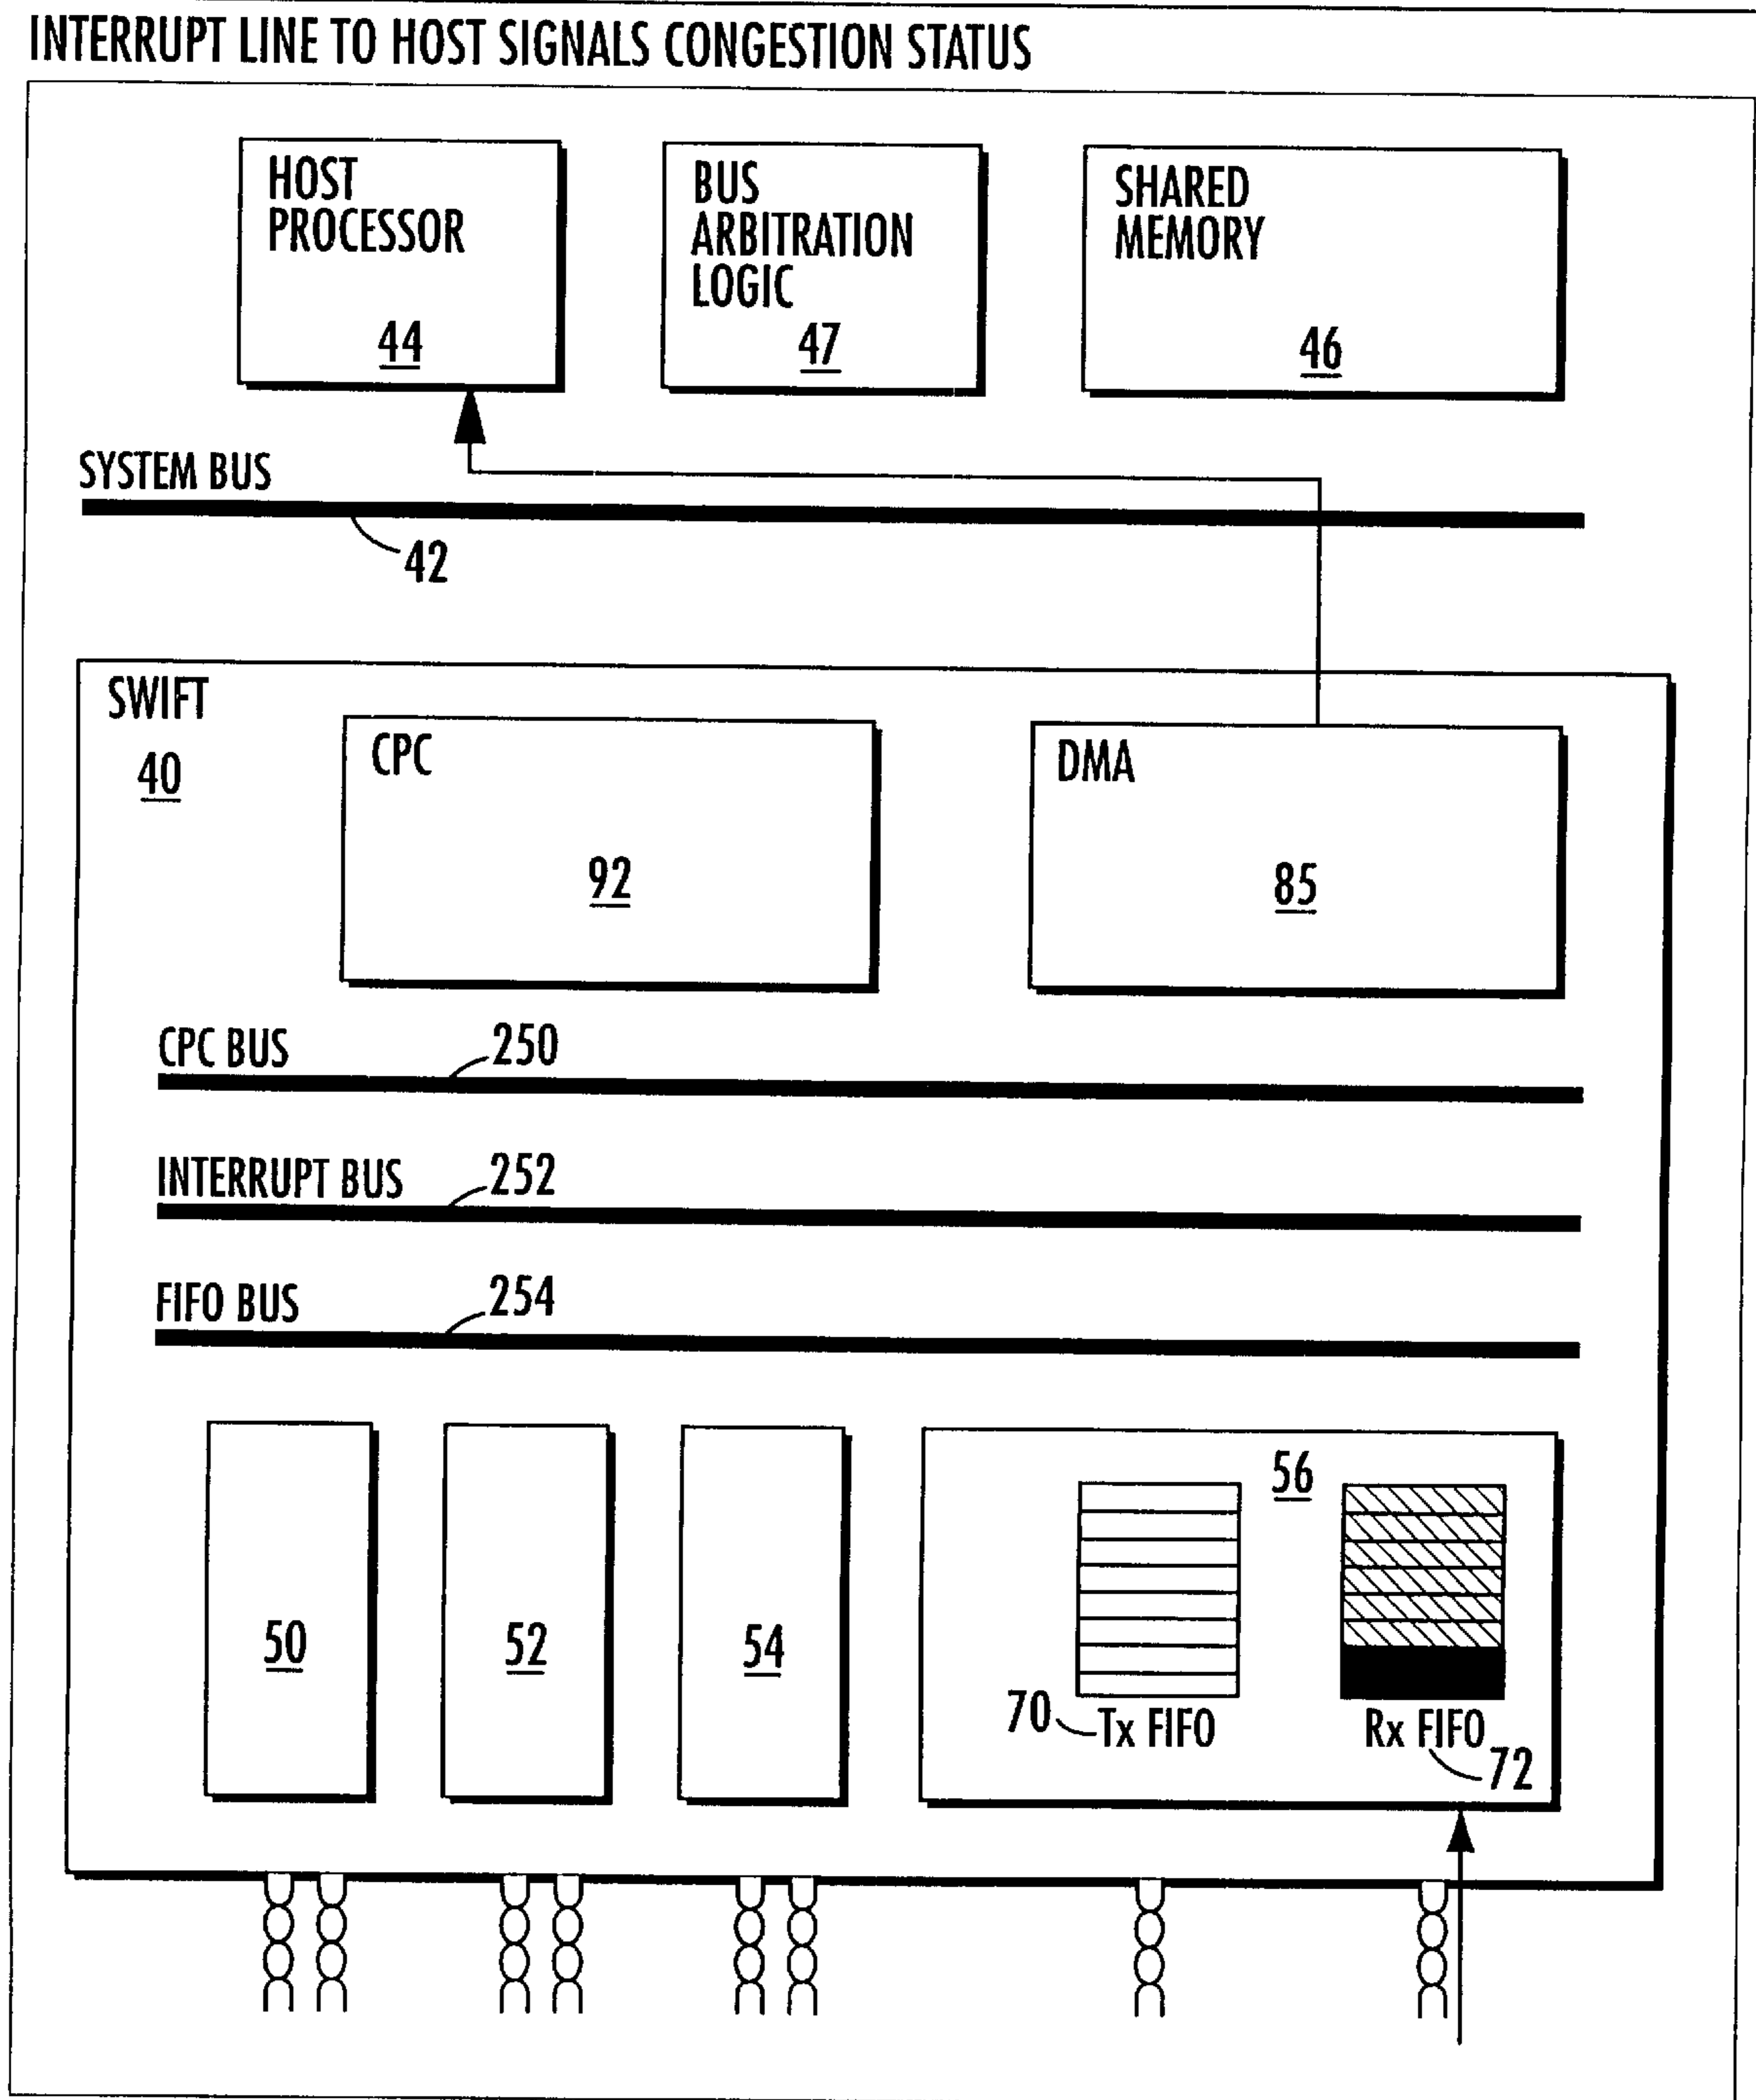 INTERRUPT LINE TO HOST SIGNALS CONGESTION STATUS
HOST
PROCESSOR
44
BUS
ARBITRATION
LOGIC
47
SHARED
MEMORY
46
SYSTEM BUS
42
SWIFT
40
CPC
92
DMA
85
CPC BUS
250
INTERRUPT BUS
252
FIFO BUS
254
50
52
54
56
70
Tx FIFO
Rx FIFO
72